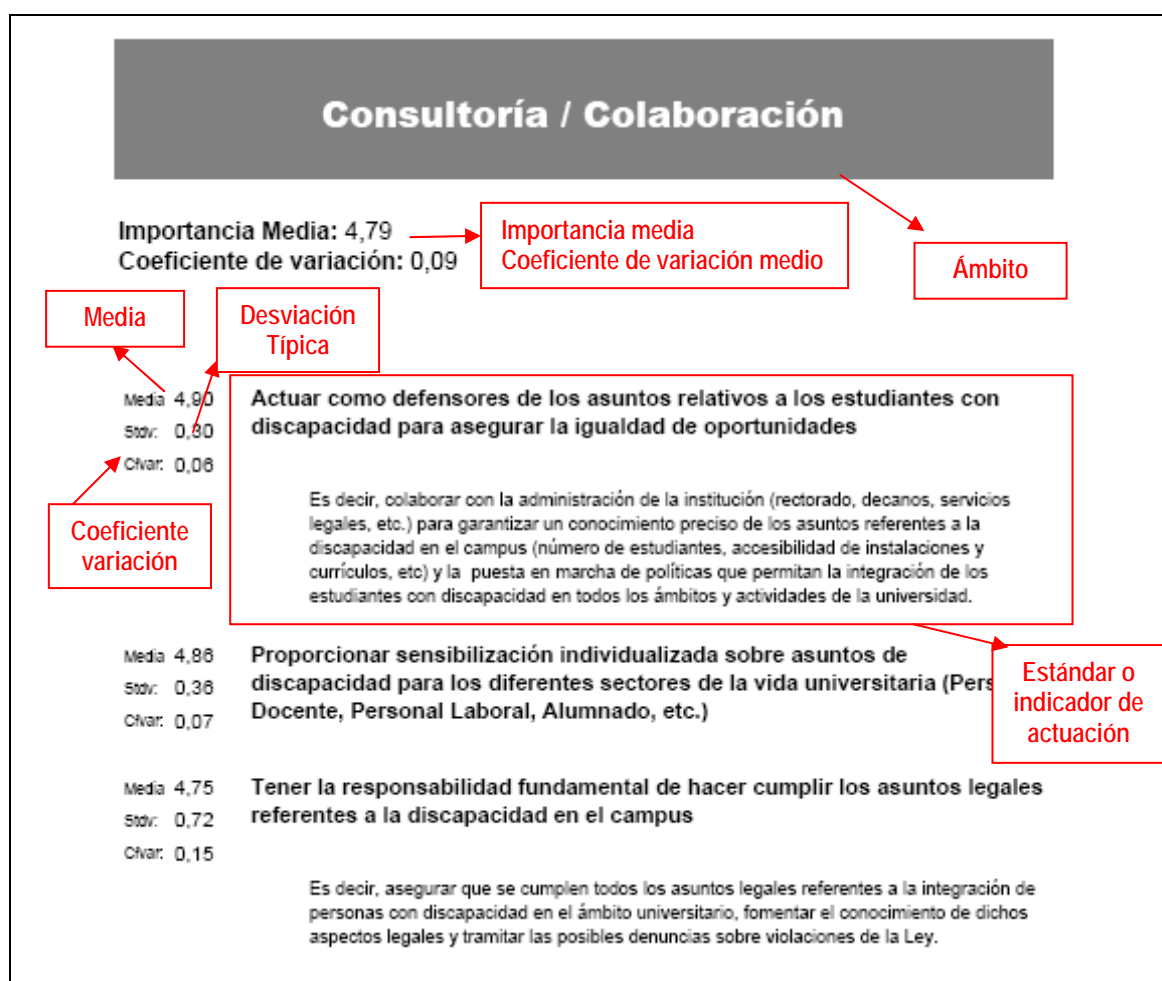 Consultoría / Colaboración
Importancia Media: 4,79
Coeficiente de variación: 0,09
Importancia media
Coeficiente de variación medio
Ámbito
Media
Desviación
Típica
Media 4,90
Stdv: 0,30
Cfvar: 0,06
Actuar como defensores de los asuntos relativos a los estudiantes con
discapacidad para asegurar la igualdad de oportunidades
Es decir, colaborar con la administración de la institución (rectorado, decanos, servicios
legales, etc.) para garantizar un conocimiento preciso de los asuntos referentes a la
discapacidad en el campus (número de estudiantes, accesibilidad de instalaciones y
currículos, etc) y la puesta en marcha de políticas que permitan la integración de los
estudiantes con discapacidad en todos los ámbitos y actividades de la universidad.
Coeficiente
variación
Media 4,86
Stdv: 0,36
Cfvar: 0,07
Proporcionar sensibilización individualizada sobre asuntos de
discapacidad para los diferentes sectores de la vida universitaria (Pers
Docente, Personal Laboral, Alumnado, etc.)
Estándar o
indicador de
actuación
Media 4,75
Stdv: 0,72
Cfvar: 0,15
Tener la responsabilidad fundamental de hacer cumplir los asuntos legales
referentes a la discapacidad en el campus
Es decir, asegurar que se cumplen todos los asuntos legales referentes a la integración de
personas con discapacidad en el ámbito universitario, fomentar el conocimiento de dichos
aspectos legales y tramitar las posibles denuncias sobre violaciones de la Ley.